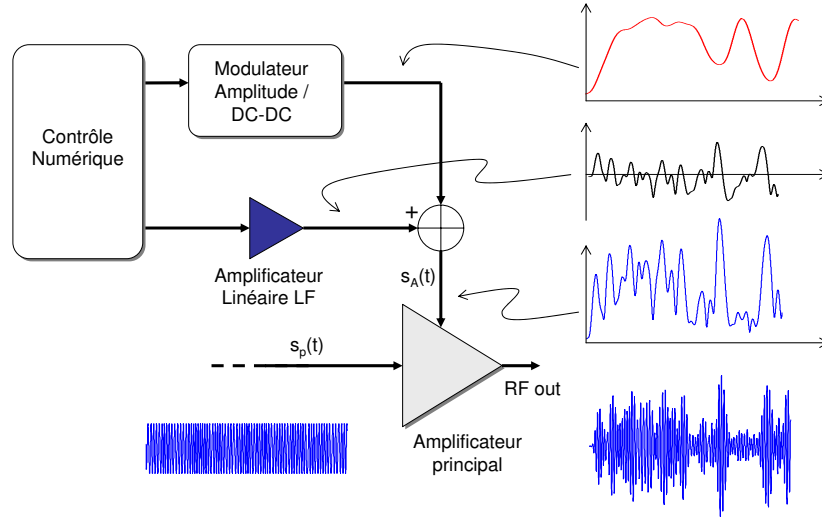 Modulateur
Amplitude /
DC-DC
Contrôle
Numérique
+
Amplificateur
Linéaire LF
s_A(t)
s_p(t)
RF out
Amplificateur
principal